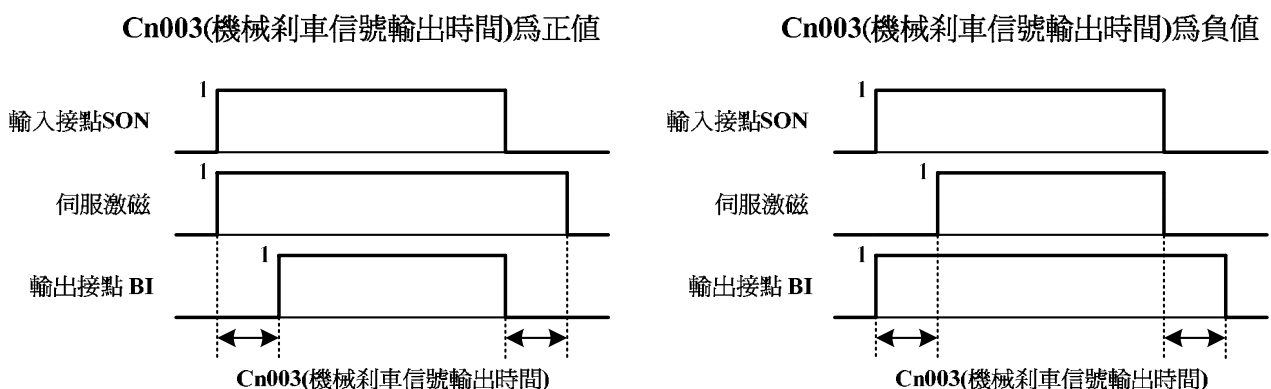 Cn003(機械刹車信號輸出時間)爲正值
1
輸入接點SON
1
伺服激磁
1
輸出接點 BI
Cn003(機械刹車信號輸出時間)
Cn003(機械刹車信號輸出時間)爲負值
1
輸入接點SON
1
伺服激磁
1
輸出接點 BI
Cn003(機械刹車信號輸出時間)